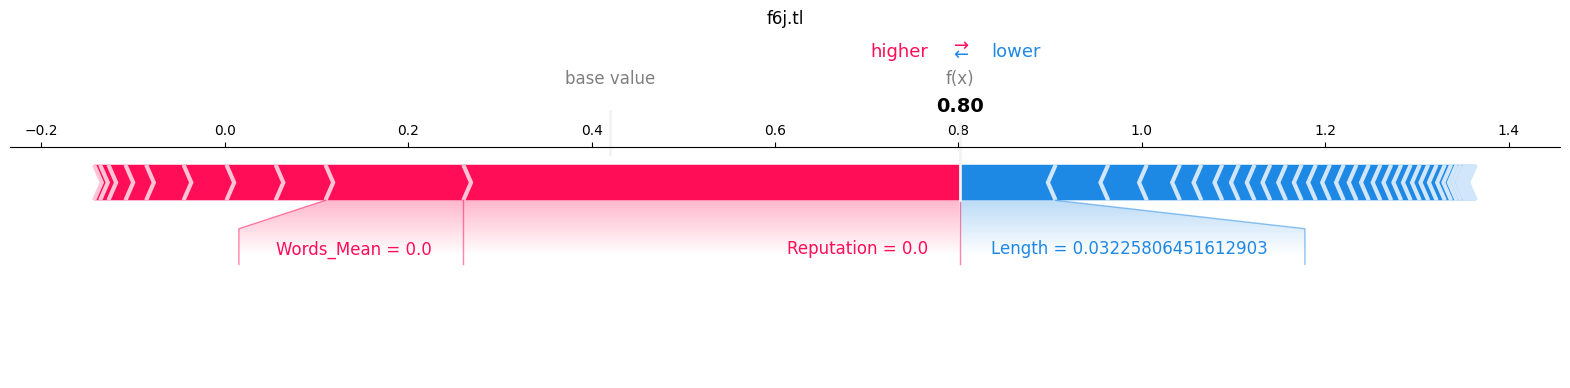 f6j.tl
higher ⇄ lower
base value f(x)
0.80
−0.2 0.0 0.2 0.4 0.6 0.8 1.0 1.2 1.4
Words_Mean = 0.0 Reputation = 0.0 Length = 0.03225806451612903